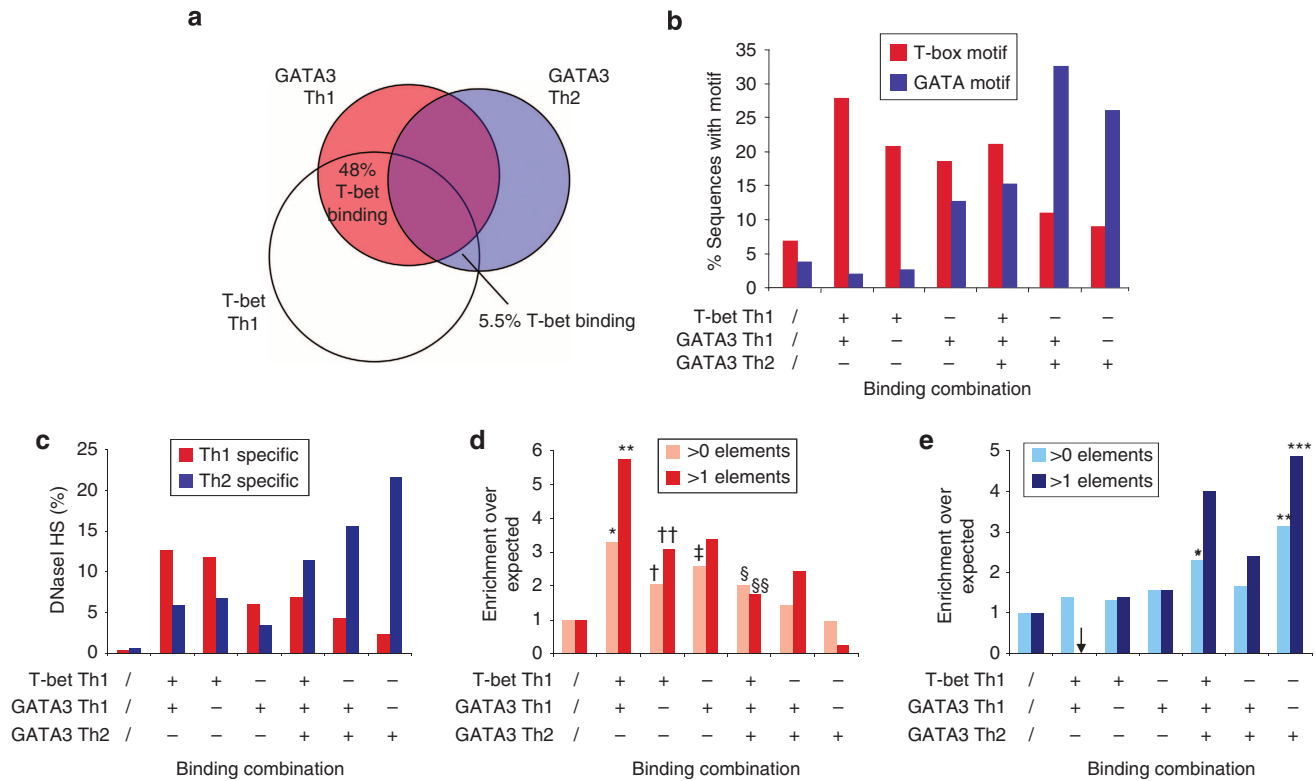 a
GATA3
Th1
GATA3
Th2
48%
T-bet
binding
T-bet
Th1
5.5% T-bet binding
b
T-box motif
GATA motif
% Sequences with motif
35
30
25
20
15
10
5
0
T-bet Th1 / + + – – + – –
GATA3 Th1 / + – + + + –
GATA3 Th2 / – – – + + +
Binding combination
c
Th1 specific
Th2 specific
DNaseI HS (%)
25
20
15
10
5
0
T-bet Th1 / + + – + – –
GATA3 Th1 / + – + + + –
GATA3 Th2 / – – – + + +
Binding combination
d
>0 elements
>1 elements
Enrichment over
expected
6
5
4
3
2
1
0
* ** † †† ‡ § §§
T-bet Th1 / + + – + – –
GATA3 Th1 / + – + + + –
GATA3 Th2 / – – – + + +
Binding combination
e
>0 elements
>1 elements
Enrichment over
expected
5
4
3
2
1
0
* ** ***
T-bet Th1 / + + – + – –
GATA3 Th1 / + – + + + –
GATA3 Th2 / – – – + + +
Binding combination